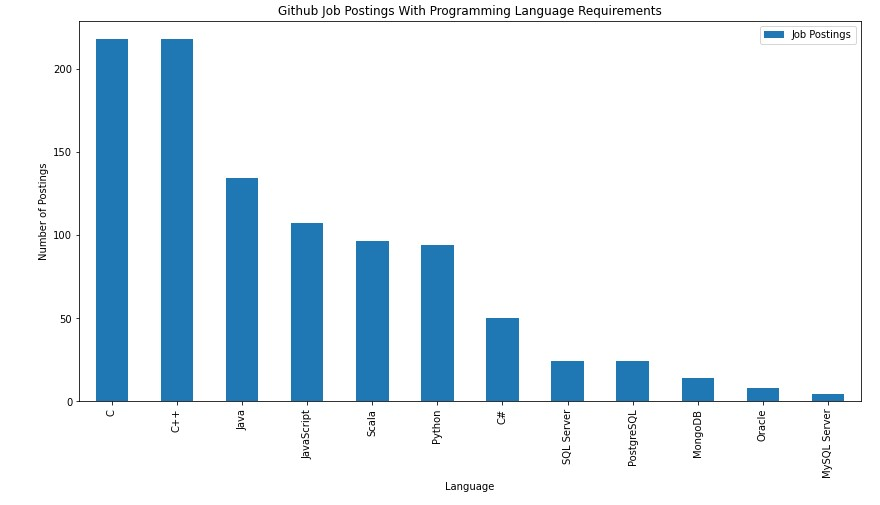 Github Job Postings With Programming Language Requirements
Job Postings
Number of Postings
200
150
100
50
0
C
C++
Java
JavaScript
Scala
Python
C#
SQL Server
PostgreSQL
MongoDB
Oracle
MySQL Server
Language